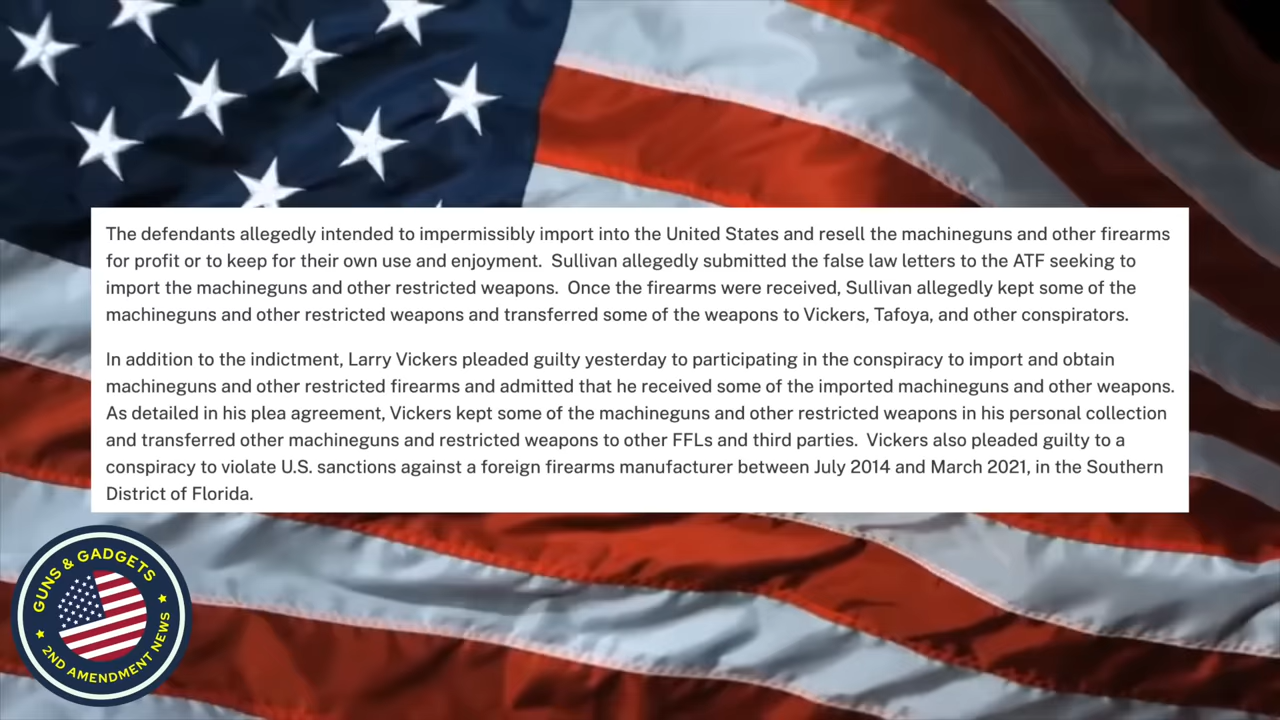 The defendants allegedly intended to impermissibly import into the United States and resell the machineguns and other firearms
for profit or to keep for their own use and enjoyment.  Sullivan allegedly submitted the false law letters to the ATF seeking to
import the machineguns and other restricted weapons.  Once the firearms were received, Sullivan allegedly kept some of the
machineguns and other restricted weapons and transferred some of the weapons to Vickers, Tafoya, and other conspirators.
In addition to the indictment, Larry Vickers pleaded guilty yesterday to participating in the conspiracy to import and obtain
machineguns and other restricted firearms and admitted that he received some of the imported machineguns and other weapons.
As detailed in his plea agreement, Vickers kept some of the machineguns and other restricted weapons in his personal collection
and transferred other machineguns and restricted weapons to other FFLs and third parties.  Vickers also pleaded guilty to a
conspiracy to violate U.S. sanctions against a foreign firearms manufacturer between July 2014 and March 2021, in the Southern
District of Florida.
GUNS & GADGETS
2ND AMENDMENT NEWS